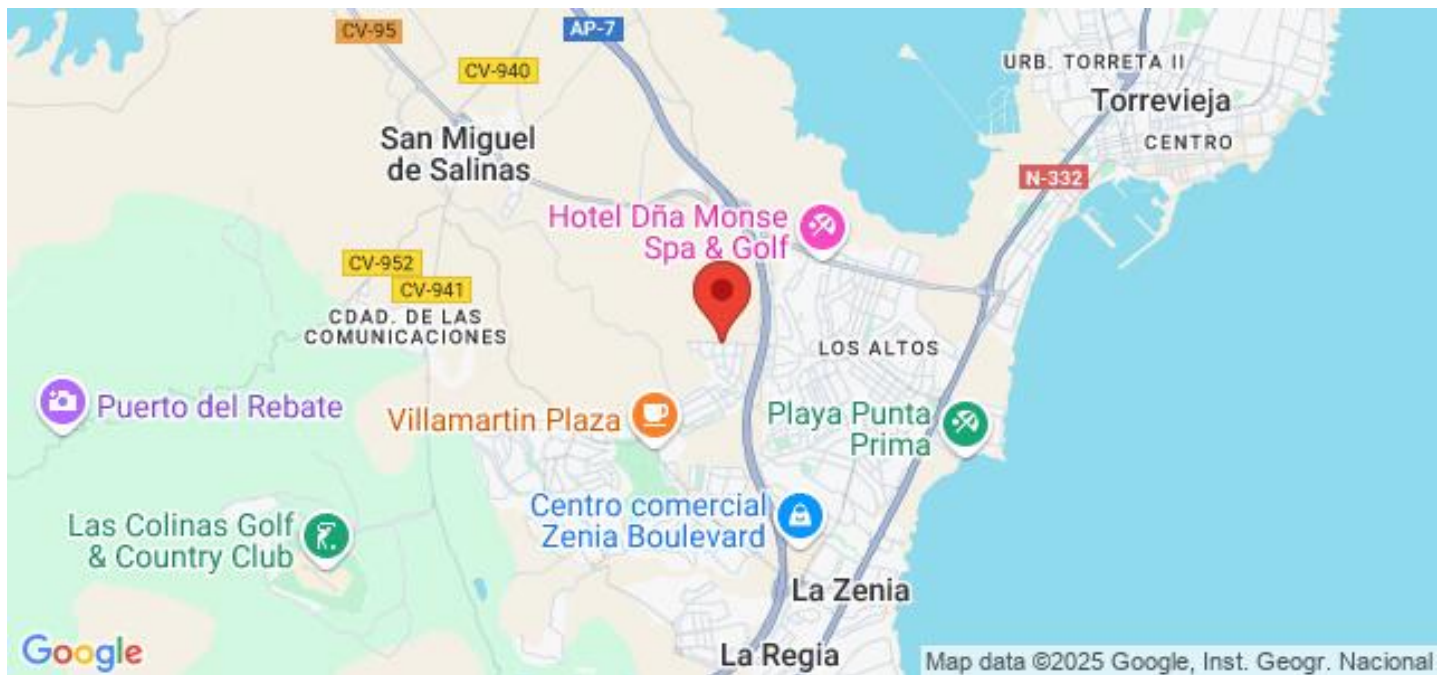 CV-95
AP-7
CV-940
URB. TORRETA II
Torrevieja
CENTRO
San Miguel
de Salinas
N-332
Hotel Dña Monse
Spa & Golf
CV-952
CV-941
CDAD. DE LAS
COMUNICACIONES
LOS ALTOS
Puerto del Rebate
Villamartin Plaza
Playa Punta
Prima
Centro comercial
Zenia Boulevard
Las Colinas Golf
& Country Club
La Zenia
La Regia
Google
Map data ©2025 Google, Inst. Geogr. Nacional